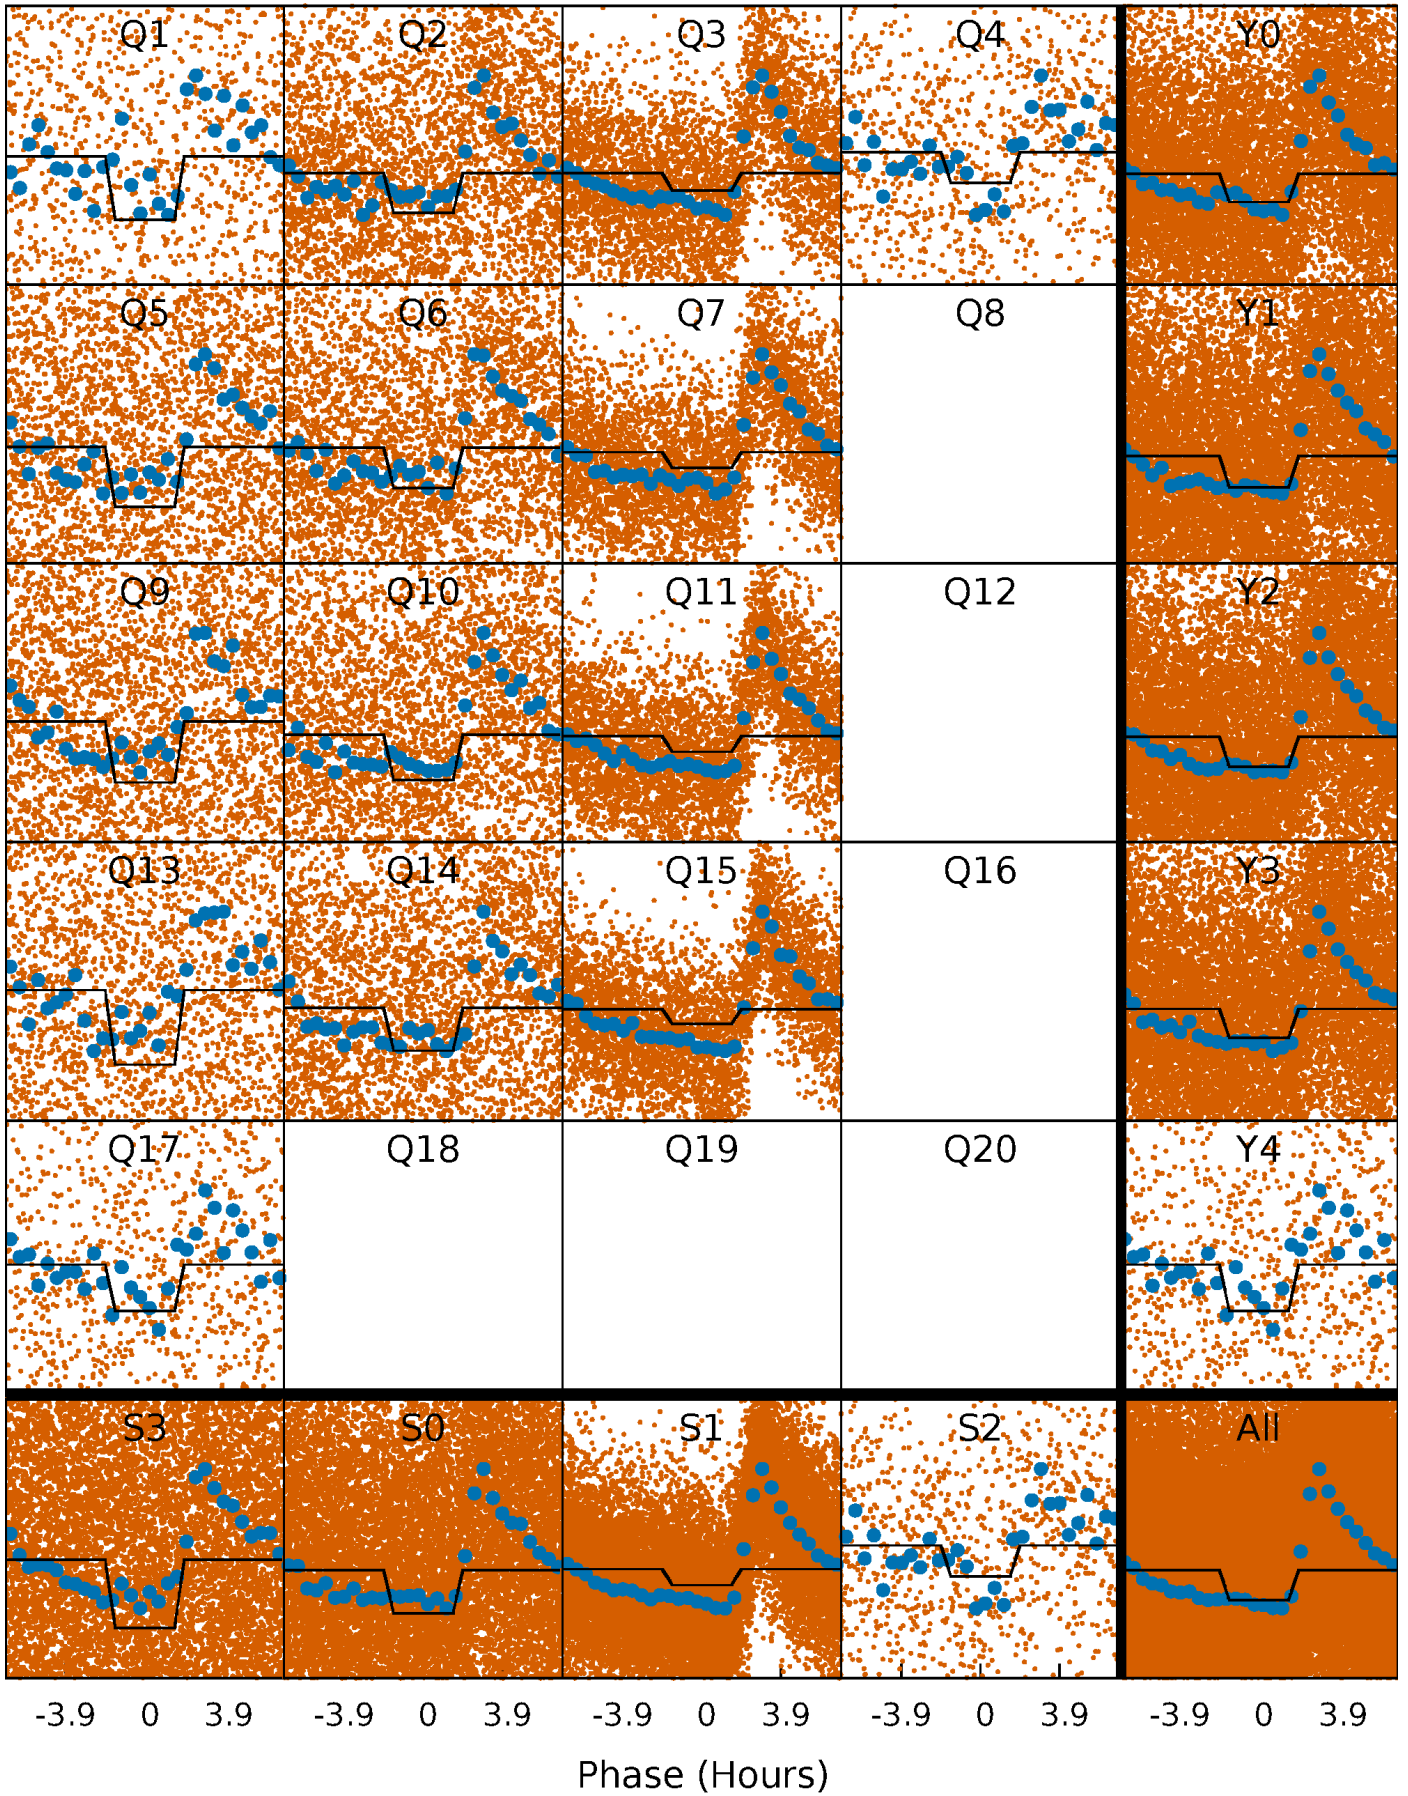 Q1 Q2 Q3 Q4 Y0
Q5 Q6 Q7 Q8 Y1
Q9 Q10 Q11 Q12 Y2
Q13 Q14 Q15 Q16 Y3
Q17 Q18 Q19 Q20 Y4
S3 S0 S1 S2 All
-3.9 0 3.9 -3.9 0 3.9 -3.9 0 3.9 -3.9 0 3.9 -3.9 0 3.9
Phase (Hours)